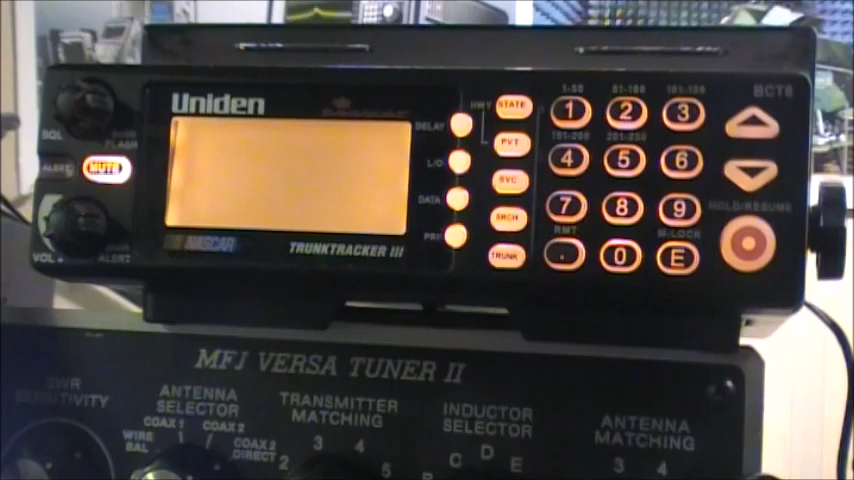 Uniden
BCT8
SQL
push
FLASH
ALERT
MUTE
VOL
push
ALERT
NASCAR
TRUNKTRACKER III
DELAY
L/O
DATA
PRI
HWY
STATE
PVT
SVC
SRCH
TRUNK
1-50
51-100
101-150
1
2
3
151-200
201-250
4
5
6
7
8
9
RMT
M.LOCK
.
0
E
HOLD/RESUME
MFJ VERSA TUNER II
SWR
SENSITIVITY
ANTENNA
SELECTOR
COAX 1
COAX 2
WIRE
BAL
COAX 2
DIRECT
TRANSMITTER
MATCHING
3 4
2
5
INDUCTOR
SELECTOR
D
C E
B
ANTENNA
MATCHING
3 4